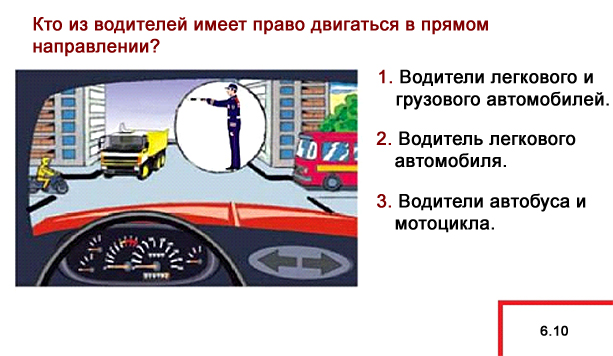 Кто из водителей имеет право двигаться в прямом
направлении?
1. Водители легкового и
грузового автомобилей.
2. Водитель легкового
автомобиля.
3. Водители автобуса и
мотоцикла.
6.10